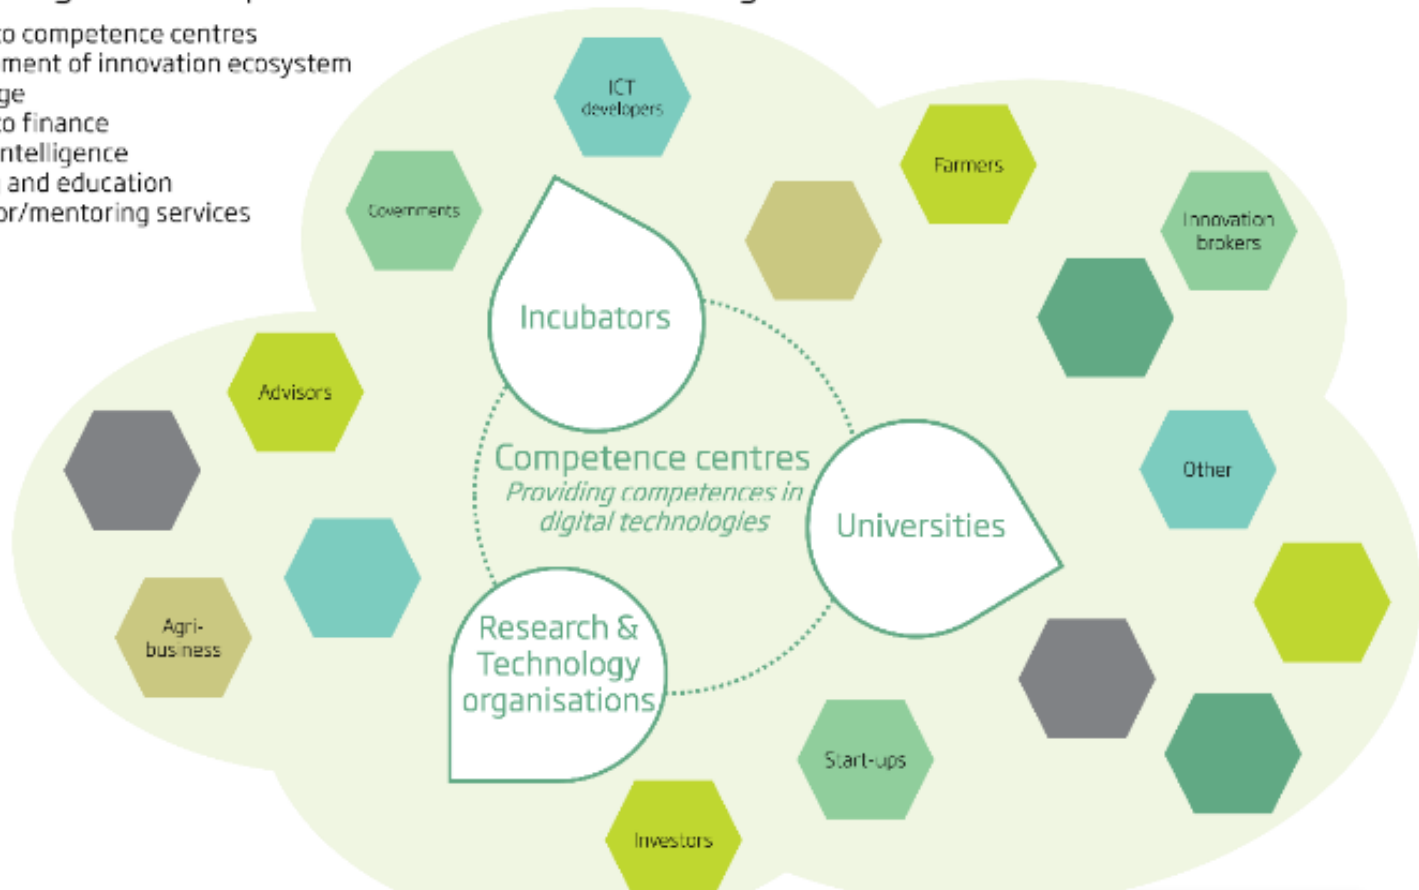 to competence centres
ment of innovation ecosystem
ge
to finance
ntelligence
and education
or/mentoring services
ICT
developers
Governments
Farmers
Innovation
brokers
Incubators
Advisors
Competence centres
Providing competences in
digital technologies
Other
Universities
Agri-
business
Research &
Technology
organisations
Start-ups
Investors